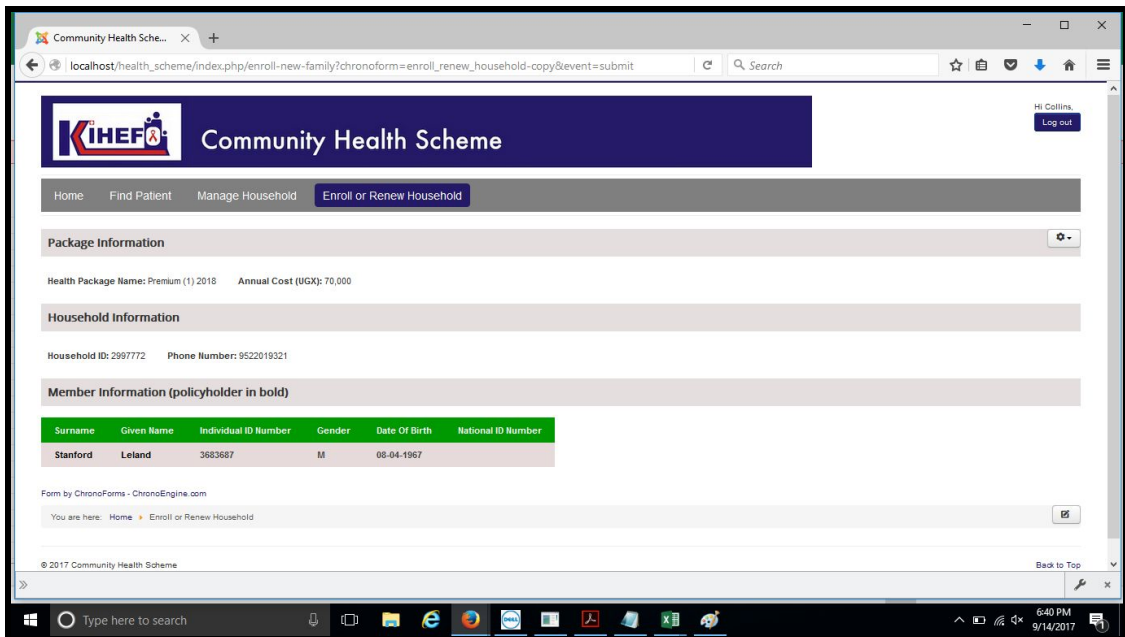 Community Health Sche...
localhost/health_scheme/index.php/enroll-new-family?chronoform=enroll_renew_household-copy&event=submit
Search
Hi Collins,
Log out
KIHEFO
Community Health Scheme
Home Find Patient Manage Household Enroll or Renew Household
Package Information
Health Package Name: Premium (1) 2018 Annual Cost (UGX): 70,000
Household Information
Household ID: 2997772 Phone Number: 9522019321
Member Information (policyholder in bold)
Surname Given Name Individual ID Number Gender Date Of Birth National ID Number
Stanford Leland 3683687 M 08-04-1967
Form by ChronoForms - ChronoEngine.com
You are here: Home Enroll or Renew Household
© 2017 Community Health Scheme Back to Top
Type here to search
DELL
6:40 PM
9/14/2017